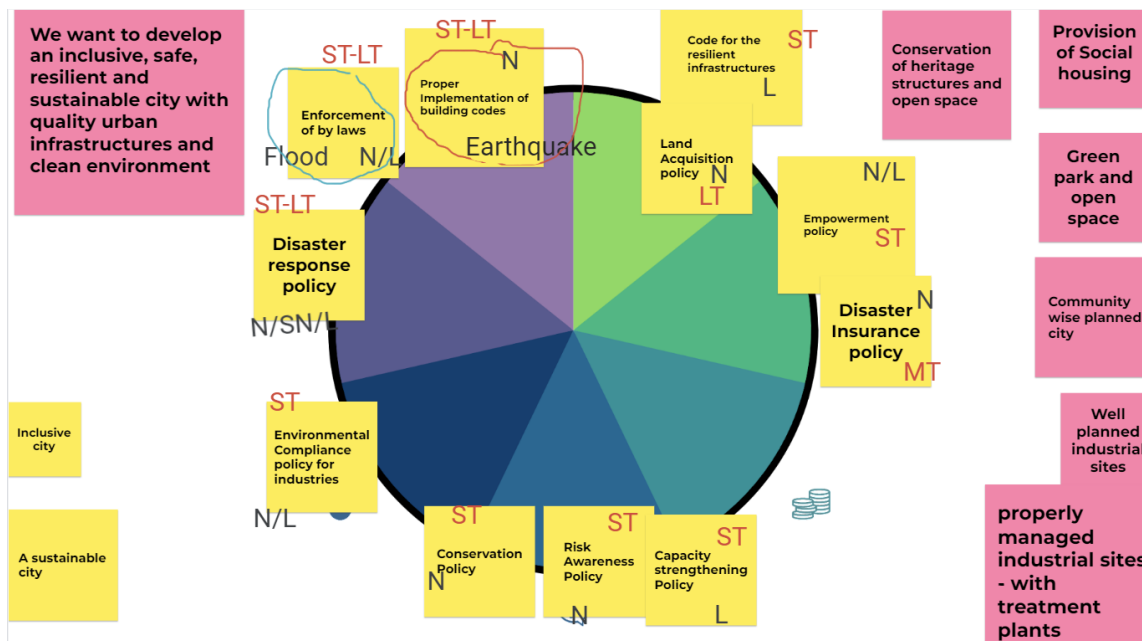 We want to develop
an inclusive, safe,
resilient and
sustainable city with
quality urban
infrastructures and
clean environment
ST-LT
Enforcement
of by laws
Flood
N/L
ST-LT
N
Proper
Implementation of
building codes
Earthquake
Code for the
resilient
infrastructures
ST
L
Land
Acquisition
policy
N
LT
Conservation
of heritage
structures and
open space
Provision
of Social
housing
Green
park and
open
space
N/L
Empowerment
policy
ST
ST-LT
Disaster
response
policy
N/SN/L
N
Disaster
Insurance
policy
MT
Community
wise planned
city
Well
planned
industrial
sites
ST
Environmental
Compliance
policy for
industries
N/L
Inclusive
city
A sustainable
city
ST
Conservation
Policy
N
ST
Risk
Awareness
Policy
N
ST
Capacity
strengthening
Policy
L
properly
managed
industrial sites
- with
treatment
plants